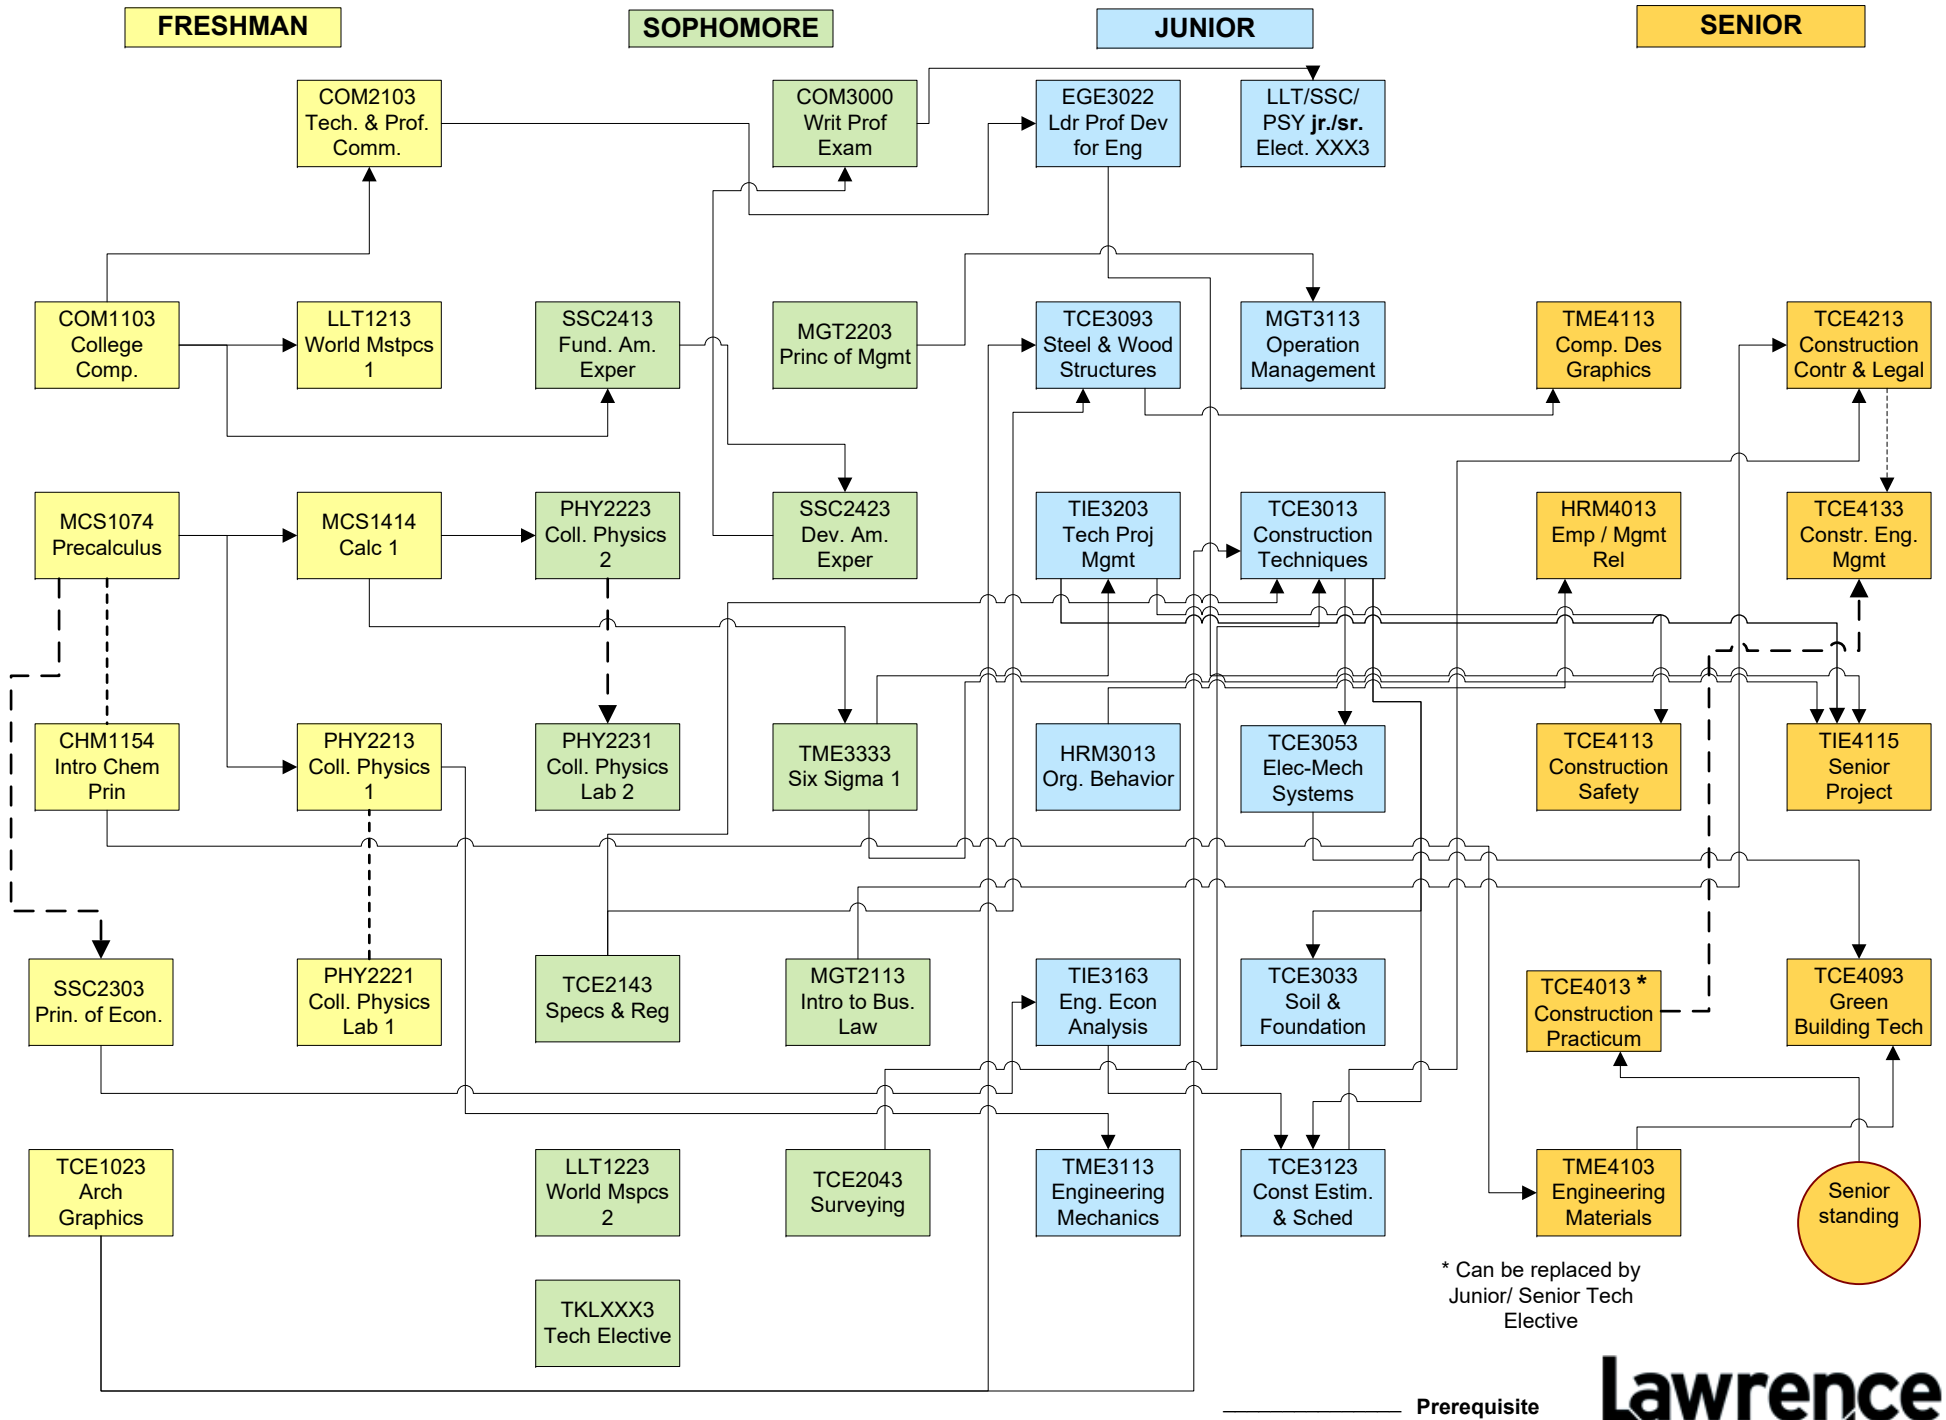 FRESHMAN
SOPHOMORE
JUNIOR
SENIOR
COM2103
Tech. & Prof.
Comm.
COM3000
Writ Prof
Exam
EGE3022
Ldr Prof Dev
for Eng
LLT/SSC/
PSY jr./sr.
Elect. XXX3
COM1103
College
Comp.
LLT1213
World Mstpcs
1
SSC2413
Fund. Am.
Exper
MGT2203
Princ of Mgmt
TCE3093
Steel & Wood
Structures
MGT3113
Operation
Management
TME4113
Comp. Des
Graphics
TCE4213
Construction
Contr & Legal
MCS1074
Precalculus
MCS1414
Calc 1
PHY2223
Coll. Physics
2
SSC2423
Dev. Am.
Exper
TIE3203
Tech Proj
Mgmt
TCE3013
Construction
Techniques
HRM4013
Emp / Mgmt
Rel
TCE4133
Constr. Eng.
Mgmt
CHM1154
Intro Chem
Prin
PHY2213
Coll. Physics
1
PHY2231
Coll. Physics
Lab 2
TME3333
Six Sigma 1
HRM3013
Org. Behavior
TCE3053
Elec-Mech
Systems
TCE4113
Construction
Safety
TIE4115
Senior
Project
SSC2303
Prin. of Econ.
PHY2221
Coll. Physics
Lab 1
TCE2143
Specs & Reg
MGT2113
Intro to Bus.
Law
TIE3163
Eng. Econ
Analysis
TCE3033
Soil &
Foundation
TCE4013 *
Construction
Practicum
TCE4093
Green
Building Tech
TCE1023
Arch
Graphics
LLT1223
World Mspcs
2
TCE2043
Surveying
TME3113
Engineering
Mechanics
TCE3123
Const Estim.
& Sched
TME4103
Engineering
Materials
Senior
standing
* Can be replaced by
Junior/ Senior Tech
Elective
TKLXXX3
Tech Elective
Prerequisite
Lawrence